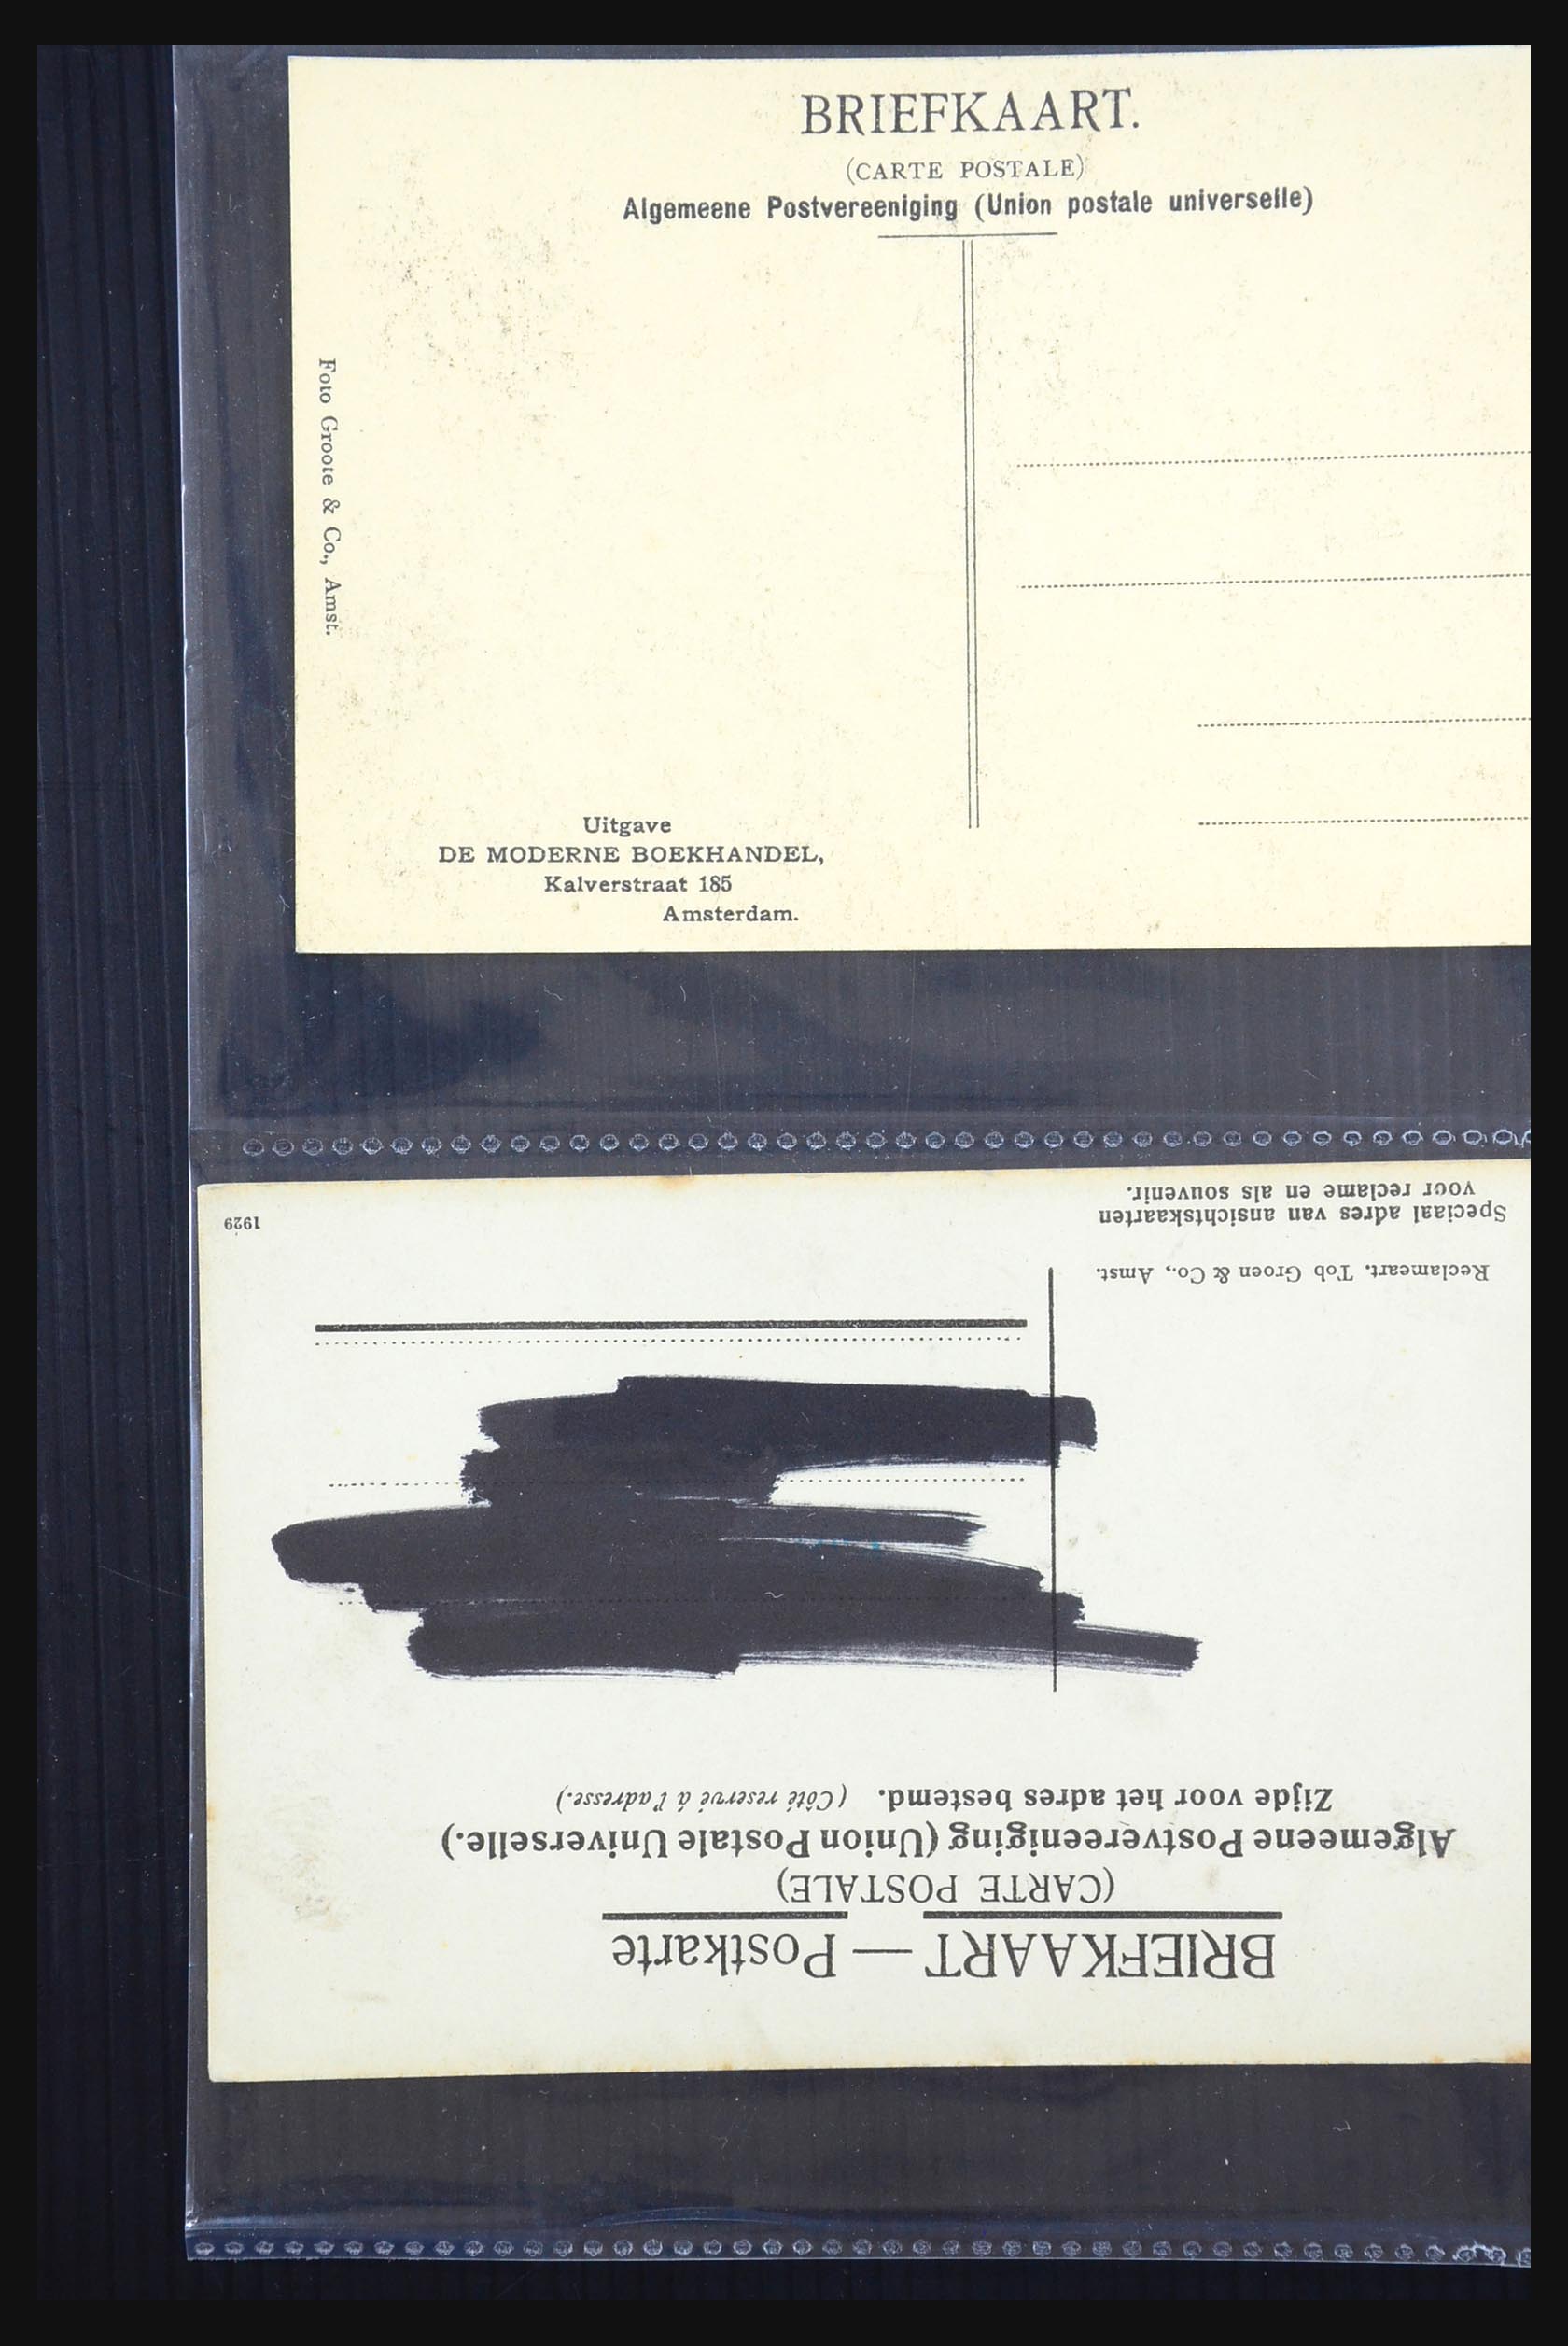 BRIEFKAART.
(CARTE POSTALE)
Algemeene Postvereeniging (Union postale universelle)
Foto Groote & Co., Amst.
Uitgave
DE MODERNE BOEKHANDEL,
Kalverstraat 185
Amsterdam.
BRIEFKAART — Postkarte
(CARTE POSTALE)
Algemeene Postvereeniging (Union Postale Universelle.)
Zijde voor het adres bestemd. (Côté reservé á l'adresse.)
Reclameart. Tob Groen & Co., Amst.
Speciaal adres van ansichtskaarten
voor reclame en als souvenir.
1929